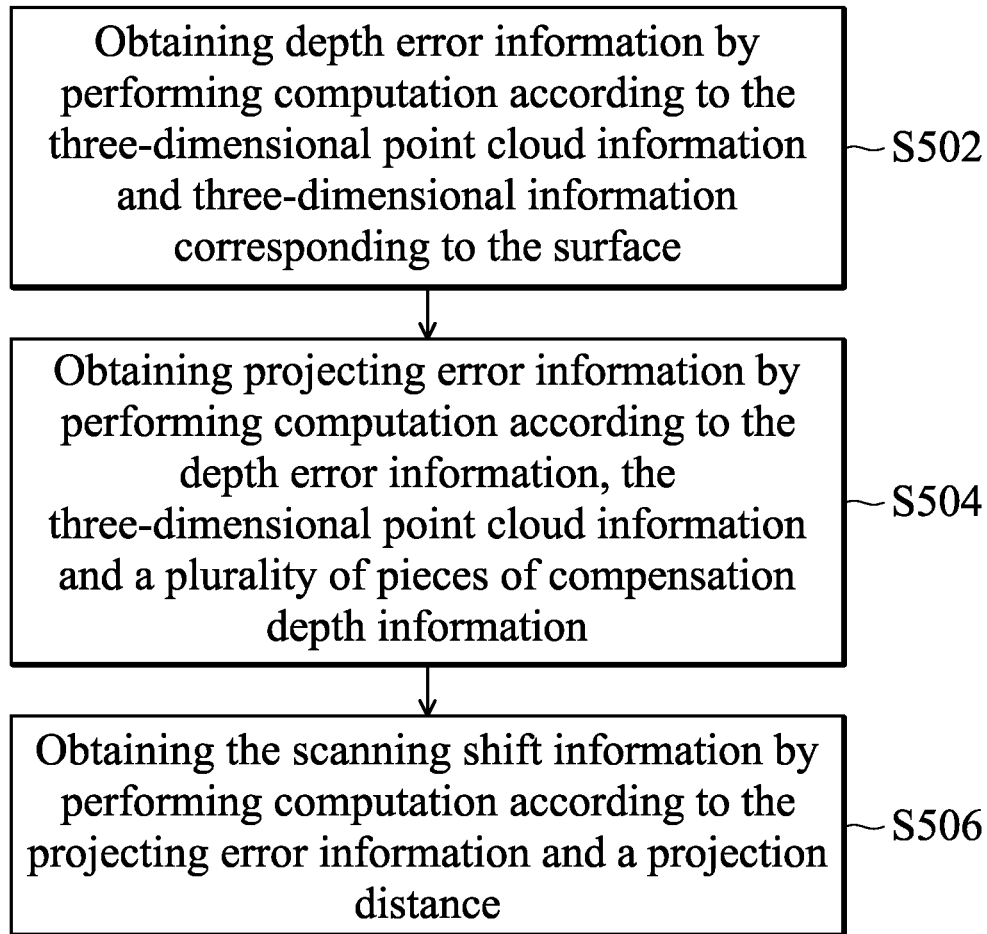 Obtaining depth error information by
performing computation according to the
three-dimensional point cloud information
and three-dimensional information
corresponding to the surface
S502
Obtaining projecting error information by
performing computation according to the
depth error information, the
three-dimensional point cloud information
and a plurality of pieces of compensation
depth information
S504
Obtaining the scanning shift information by
performing computation according to the
projecting error information and a projection
distance
S506